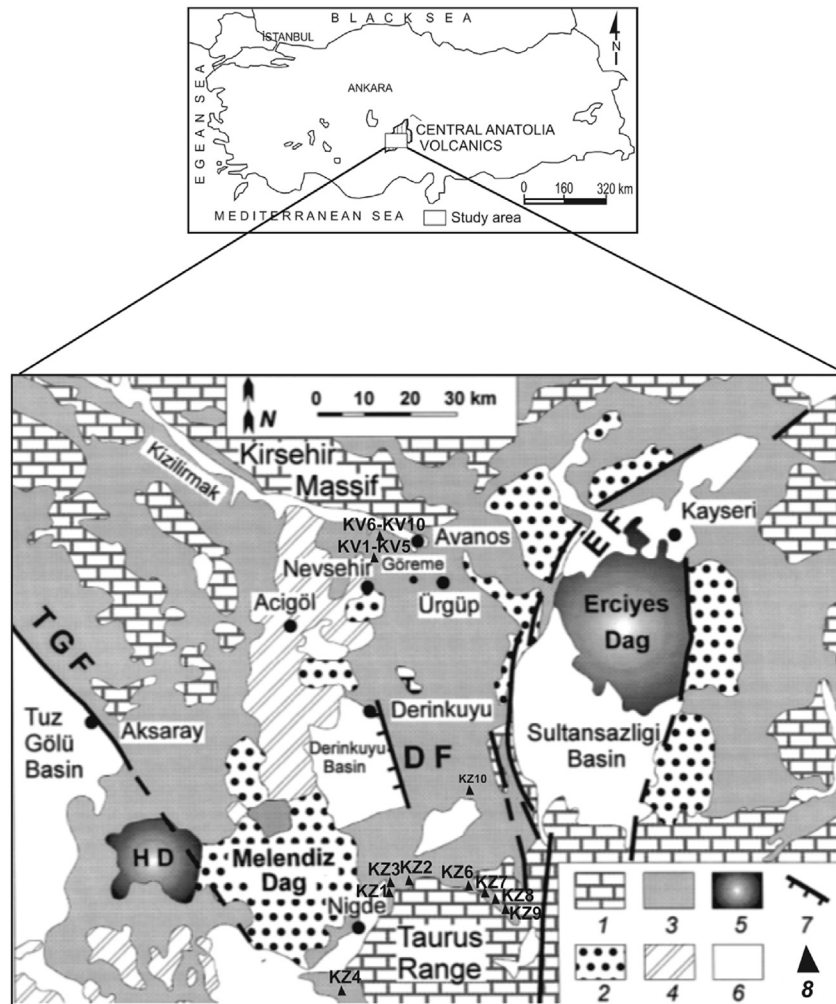 BLACK SEA
İSTANBUL
N
ANKARA
EGEAN SEA
CENTRAL ANATOLIA
VOLCANICS
0 160 320 km
MEDITERRANEAN SEA
Study area
0 10 20 30 km
N
Kizilirmak
Kirsehir
Massif
KV6-KV10
Avanos
Kayseri
KV1-KV5
EF
Nevsehir
Göreme
Ürgüp
Acigöl
Erciyes
Dag
TGF
Tuz
Gölü
Basin
Aksaray
Derinkuyu
Derinkuyu
Basin
DF
Sultansazligi
Basin
KZ10
HD
Melendiz
Dag
KZ3
KZ2
KZ6
KZ1
KZ7
KZ8
KZ9
Nigde
Taurus
Range
KZ4
1 3 5 7
2 4 6 8